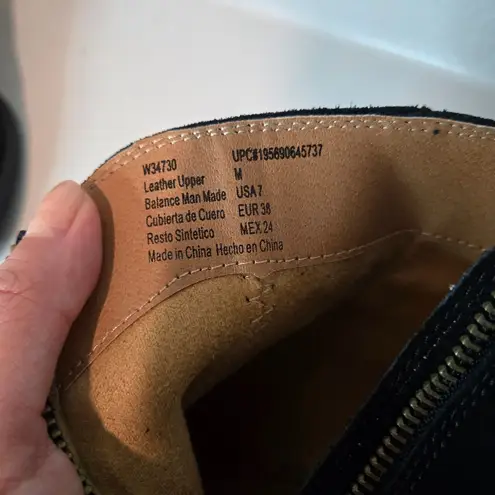 W34730 UPC#195690645737
Leather Upper M
Balance Man Made USA 7
Cubierta de Cuero EUR 38
Resto Sintetico MEX 24
Made in China Hecho en China